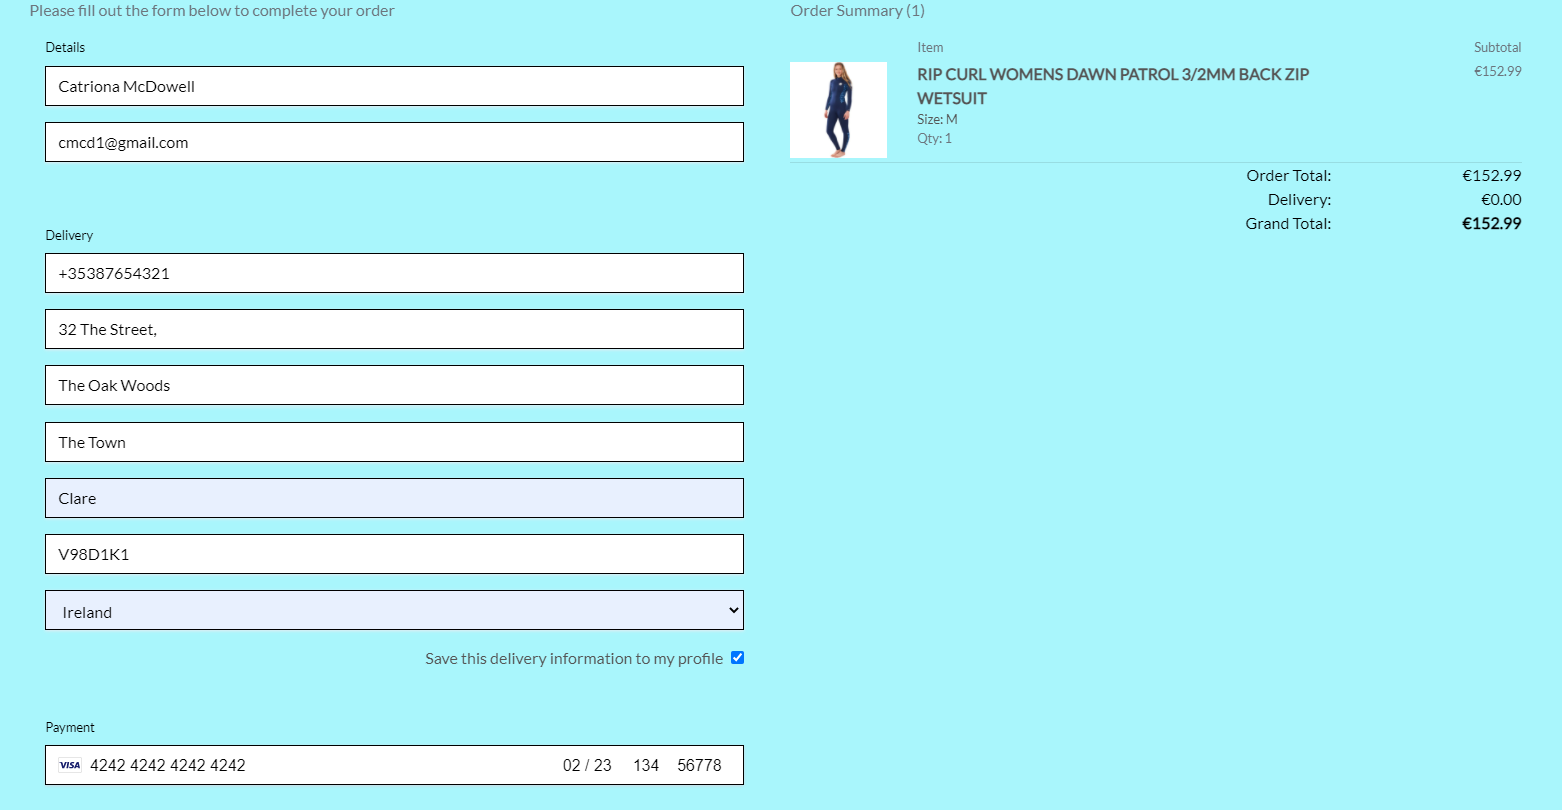 Please fill out the form below to complete your order
Details
Catriona McDowell
cmcd1@gmail.com
Delivery
+35387654321
32 The Street,
The Oak Woods
The Town
Clare
V98D1K1
Ireland
Save this delivery information to my profile
Payment
VISA 4242 4242 4242 4242 02 / 23 134 56778
Order Summary (1)
Item Subtotal
RIP CURL WOMENS DAWN PATROL 3/2MM BACK ZIP €152.99
WETSUIT
Size: M
Qty: 1
Order Total: €152.99
Delivery: €0.00
Grand Total: €152.99